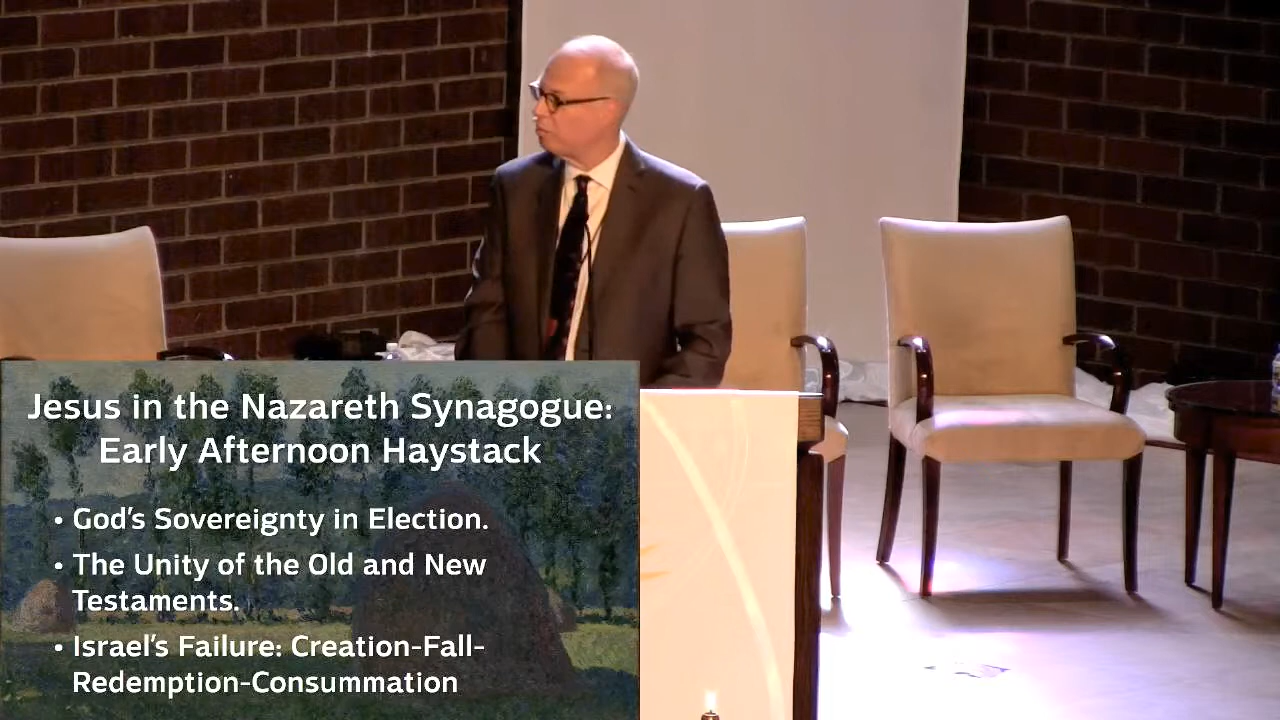 Jesus in the Nazareth Synagogue:
Early Afternoon Haystack
• God's Sovereignty in Election.
• The Unity of the Old and New
Testaments.
• Israel's Failure: Creation-Fall-
Redemption-Consummation